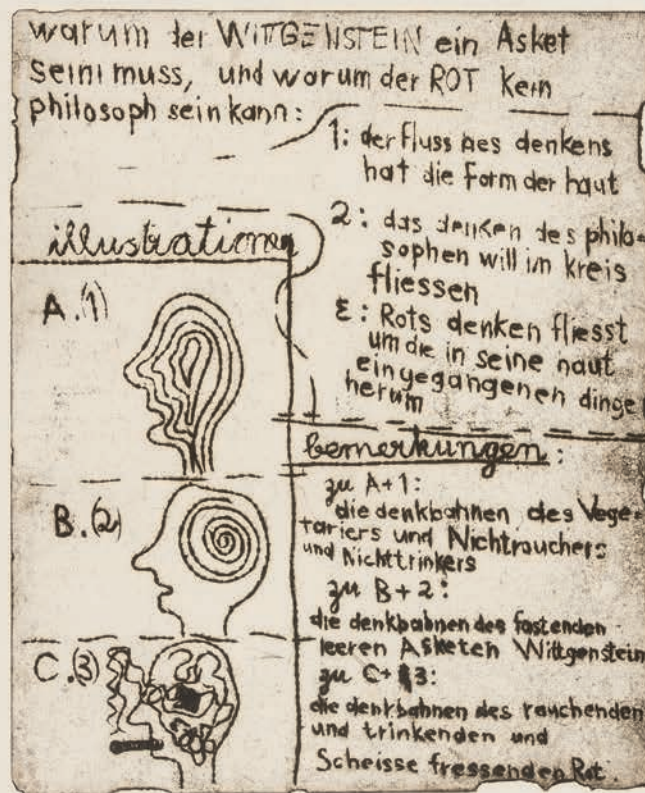 warum der WITTGENSTEIN ein Asket
sein muss, und warum der ROT kein
philosoph sein kann:
1: der fluss des denkens
hat die form der haut
2: das denken des philo-
sophen will im kreis
fliessen
3: Rots denken fliesst
um die in seine haut
eingegangenen dinge
herum
illustrationen
A.(1)
B.(2)
C.(3)
bemerkungen:
zu A+1:
die denkbahnen des Vege-
tariers und Nichtrauchers
und Nichttrinkers
zu B+2:
die denkbahnen des fastenden
leeren Asketen Wittgenstein
zu C+3:
die denkbahnen des rauchenden
und trinkenden und
Scheisse fressenden Rot.